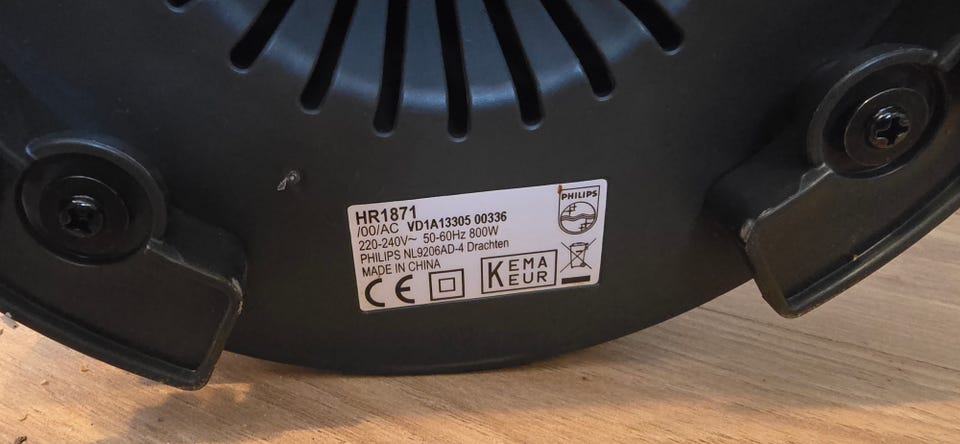 HR1871
/00/AC VD1A13305 00336
220-240V~ 50-60Hz 800W
PHILIPS NL9206AD-4 Drachten
MADE IN CHINA
CE
KEMA
KEUR
PHILIPS